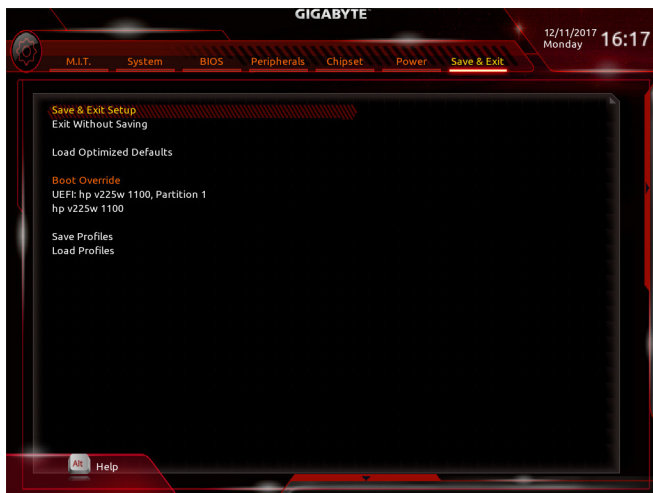 GIGABYTE™
12/11/2017
Monday
16:17
M.I.T. System BIOS Peripherals Chipset Power Save & Exit
Save & Exit Setup
Exit Without Saving
Load Optimized Defaults
Boot Override
UEFI: hp v225w 1100, Partition 1
hp v225w 1100
Save Profiles
Load Profiles
Alt Help